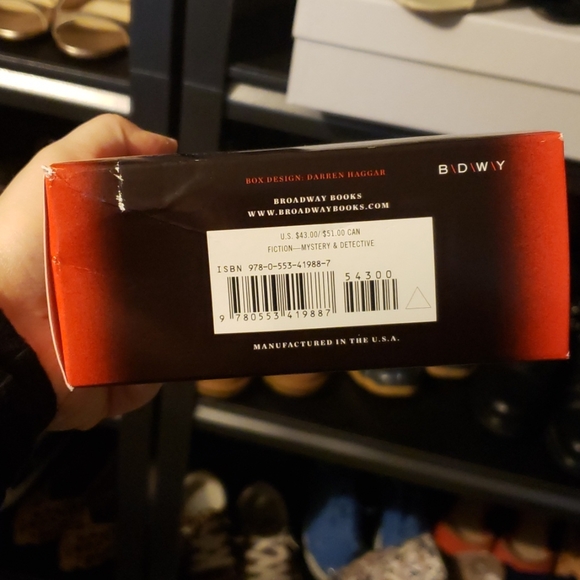 BOX DESIGN: DARREN HAGGAR
B\D\W\Y
BROADWAY BOOKS
WWW.BROADWAYBOOKS.COM
U.S. $43.00/ $51.00 CAN
FICTION—MYSTERY & DETECTIVE
ISBN 978-0-553-41988-7
54300
9 780553 419887
MANUFACTURED IN THE U.S.A.